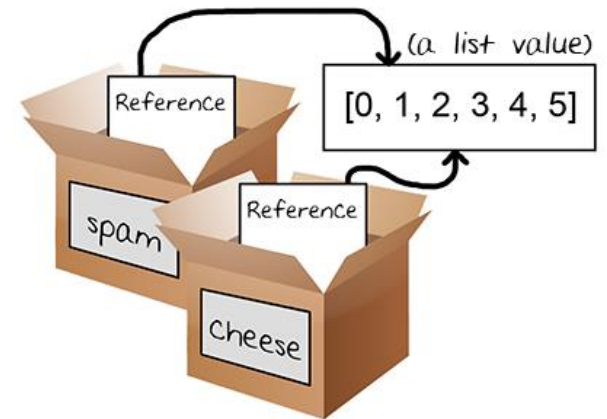 (a list value)
Reference
[0, 1, 2, 3, 4, 5]
Reference
spam
cheese